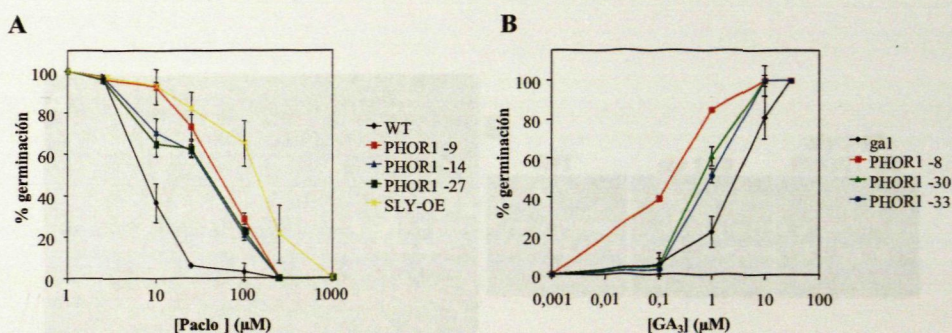 A
% germinación
100
80
60
40
20
0
1
10
100
1000
[Paclo ] (µM)
WT
PHOR1 -9
PHOR1 -14
PHOR1 -27
SLY-OE
B
% germinación
100
80
60
40
20
0
0,001
0,01
0,1
1
10
100
[GA₃] (µM)
ga1
PHOR1 -8
PHOR1 -30
PHOR1 -33